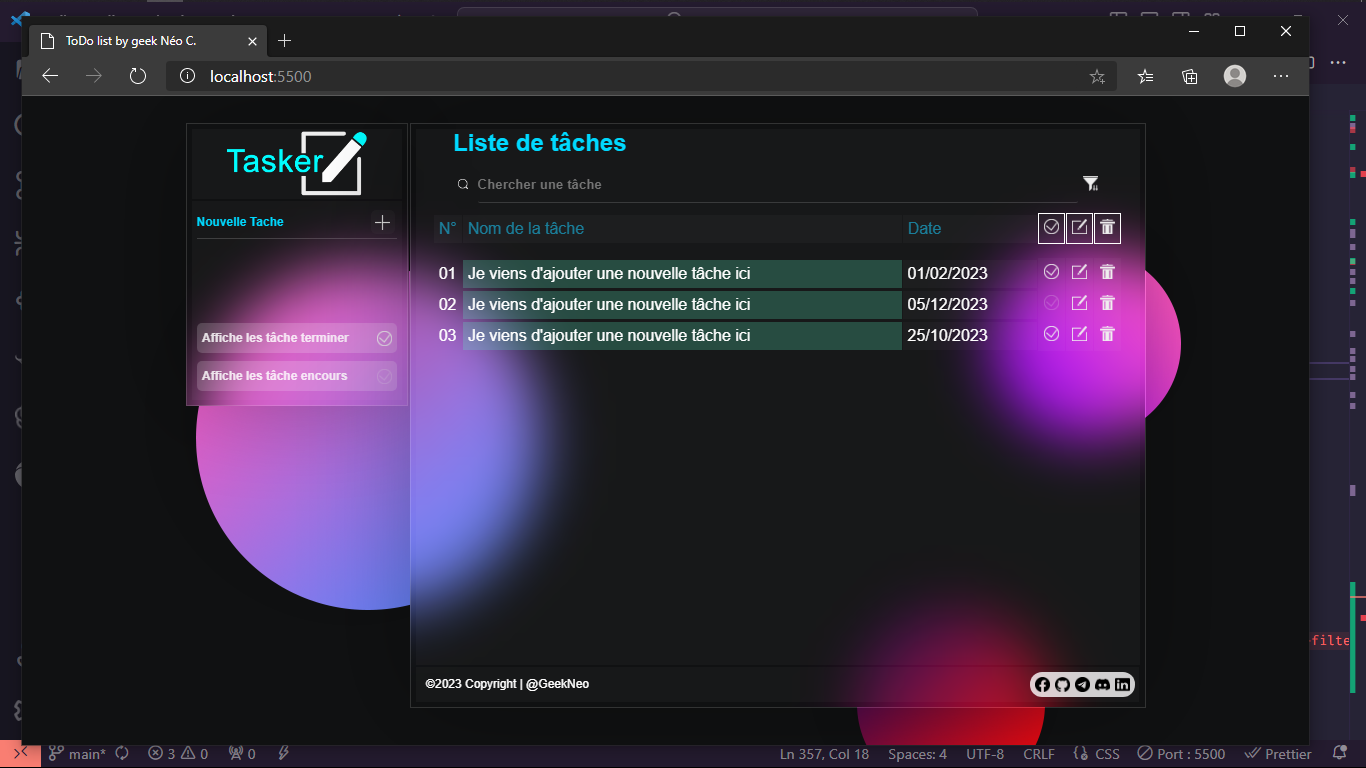 ToDo list by geek Néo C.
localhost:5500
Tasker
Nouvelle Tache
Affiche les tâche terminer
Affiche les tâche encours
Liste de tâches
Chercher une tâche
N° Nom de la tâche Date
01 Je viens d'ajouter une nouvelle tâche ici 01/02/2023
02 Je viens d'ajouter une nouvelle tâche ici 05/12/2023
03 Je viens d'ajouter une nouvelle tâche ici 25/10/2023
©2023 Copyright | @GeekNeo
filte
main* 3 0 0 Ln 357, Col 18 Spaces: 4 UTF-8 CRLF {} CSS Port : 5500 Prettier